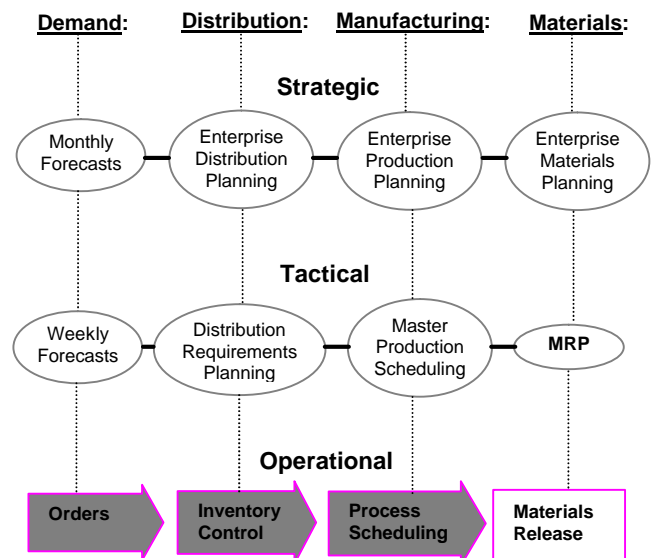 Demand: Distribution: Manufacturing: Materials:
Strategic
Monthly
Forecasts
Enterprise
Distribution
Planning
Enterprise
Production
Planning
Enterprise
Materials
Planning
Tactical
Weekly
Forecasts
Distribution
Requirements
Planning
Master
Production
Scheduling
MRP
Operational
Orders
Inventory
Control
Process
Scheduling
Materials
Release